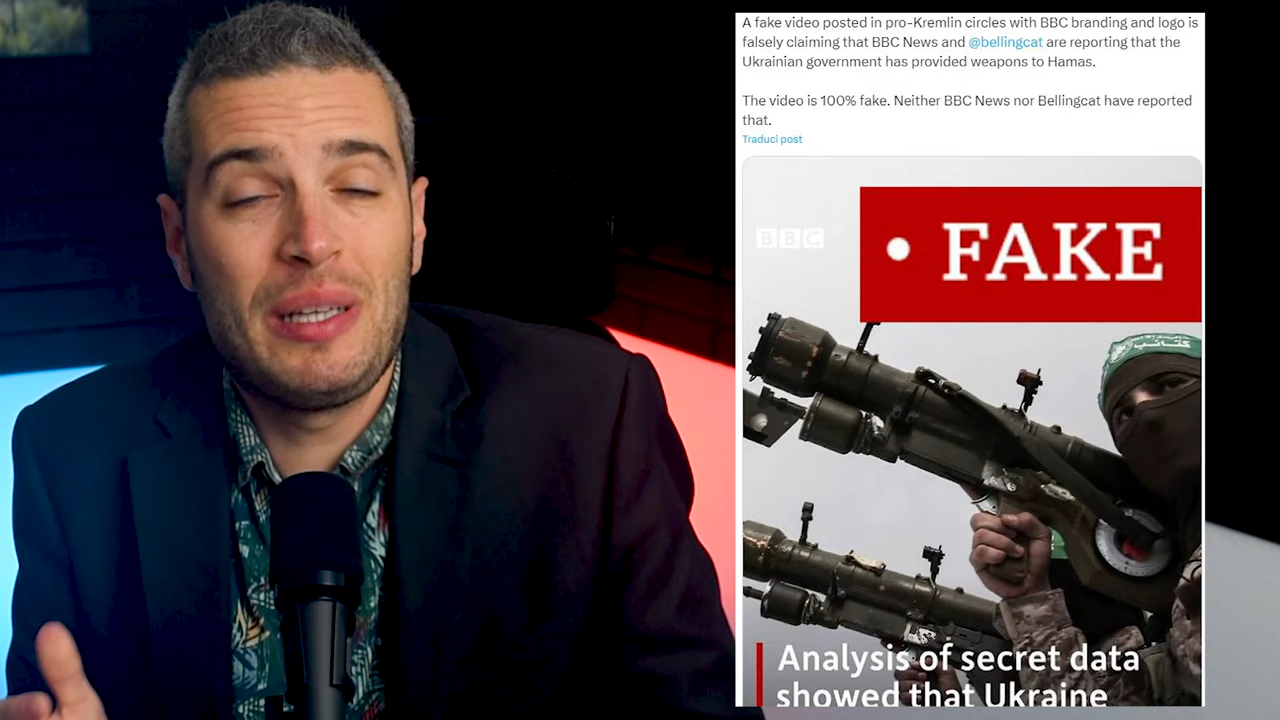 A fake video posted in pro-Kremlin circles with BBC branding and logo is
falsely claiming that BBC News and @bellingcat are reporting that the
Ukrainian government has provided weapons to Hamas.
The video is 100% fake. Neither BBC News nor Bellingcat have reported
that.
Traduci post
• FAKE
BBC
Analysis of secret data
showed that Ukraine